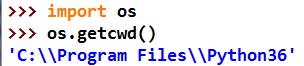 >>> import os
>>> os.getcwd()
'C:\\Program Files\\Python36'